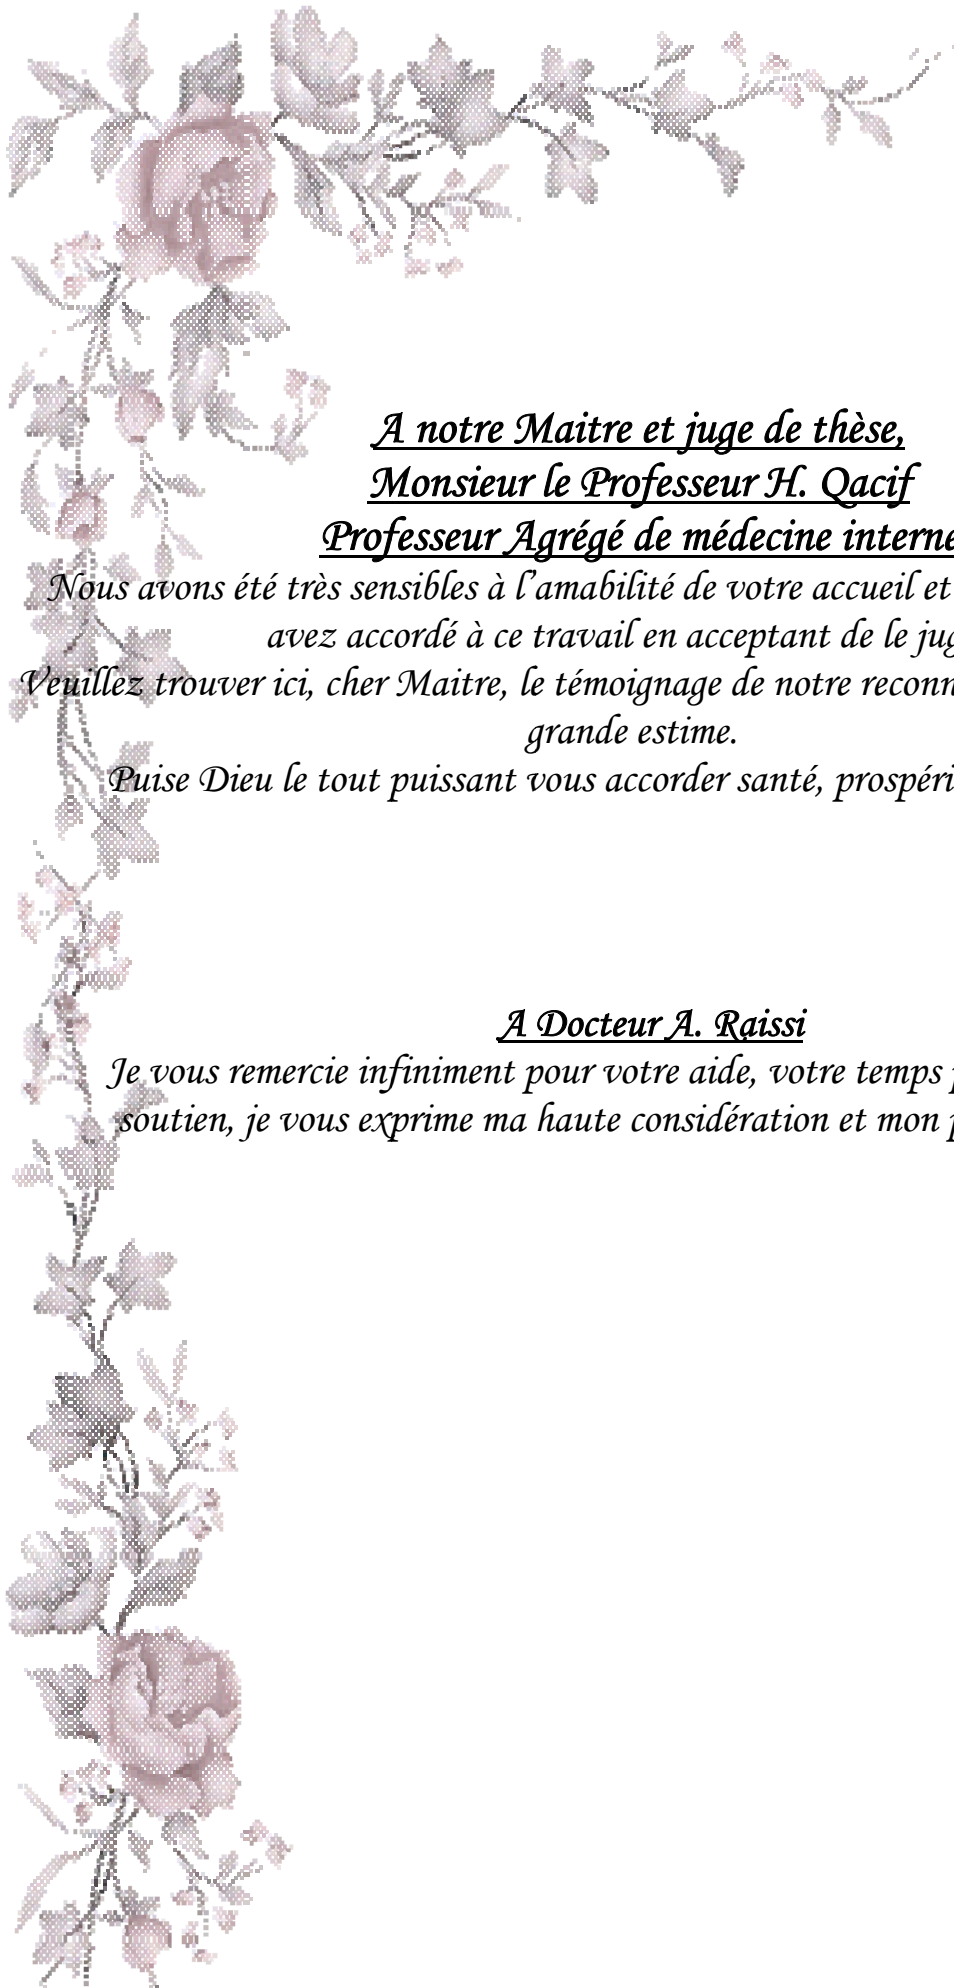 A notre Maitre et juge de thèse,
Monsieur le Professeur H. Qacif
Professeur Agrégé de médecine interne
Nous avons été très sensibles à l'amabilité de votre accueil et
avez accordé à ce travail en acceptant de le
Veuillez trouver ici, cher Maitre, le témoignage de notre
grande estime.
Puise Dieu le tout puissant vous accorder santé,
A Docteur A. Raissi
Je vous remercie infiniment pour votre aide, votre temps
soutien, je vous exprime ma haute considération et mon